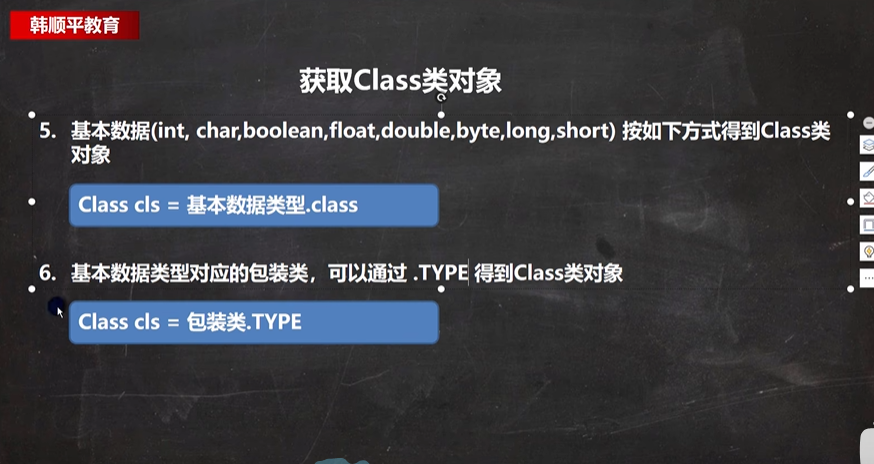 韩顺平教育
获取Class类对象
5. 基本数据(int, char,boolean,float,double,byte,long,short) 按如下方式得到Class类
对象
Class cls = 基本数据类型.class
6. 基本数据类型对应的包装类，可以通过 .TYPE 得到Class类对象
Class cls = 包装类.TYPE